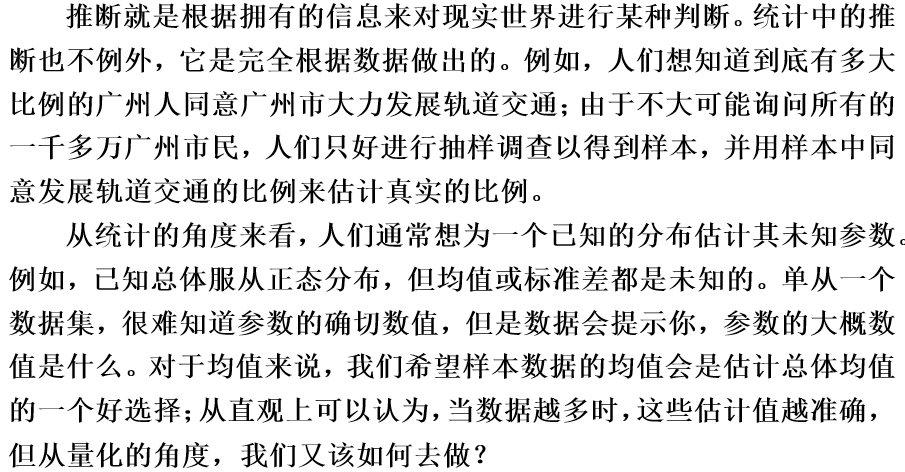 推断就是根据拥有的信息来对现实世界进行某种判断。统计中的推
断也不例外，它是完全根据数据做出的。例如，人们想知道到底有多大
比例的广州人同意广州市大力发展轨道交通；由于不大可能询问所有的
一千多万广州市民，人们只好进行抽样调查以得到样本，并用样本中同
意发展轨道交通的比例来估计真实的比例。
从统计的角度来看，人们通常想为一个已知的分布估计其未知参数。
例如，已知总体服从正态分布，但均值或标准差都是未知的。单从一个
数据集，很难知道参数的确切数值，但是数据会提示你，参数的大概数
值是什么。对于均值来说，我们希望样本数据的均值会是估计总体均值
的一个好选择；从直观上可以认为，当数据越多时，这些估计值越准确，
但从量化的角度，我们又该如何去做？